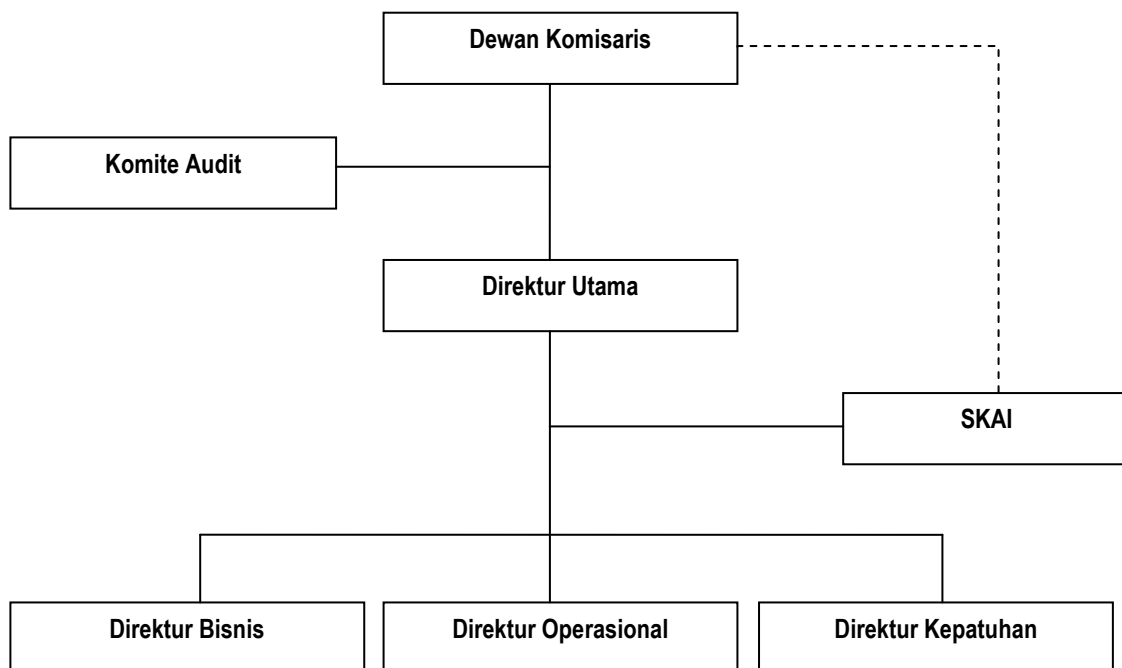 Dewan Komisaris
Komite Audit
Direktur Utama
SKAI
Direktur Bisnis
Direktur Operasional
Direktur Kepatuhan